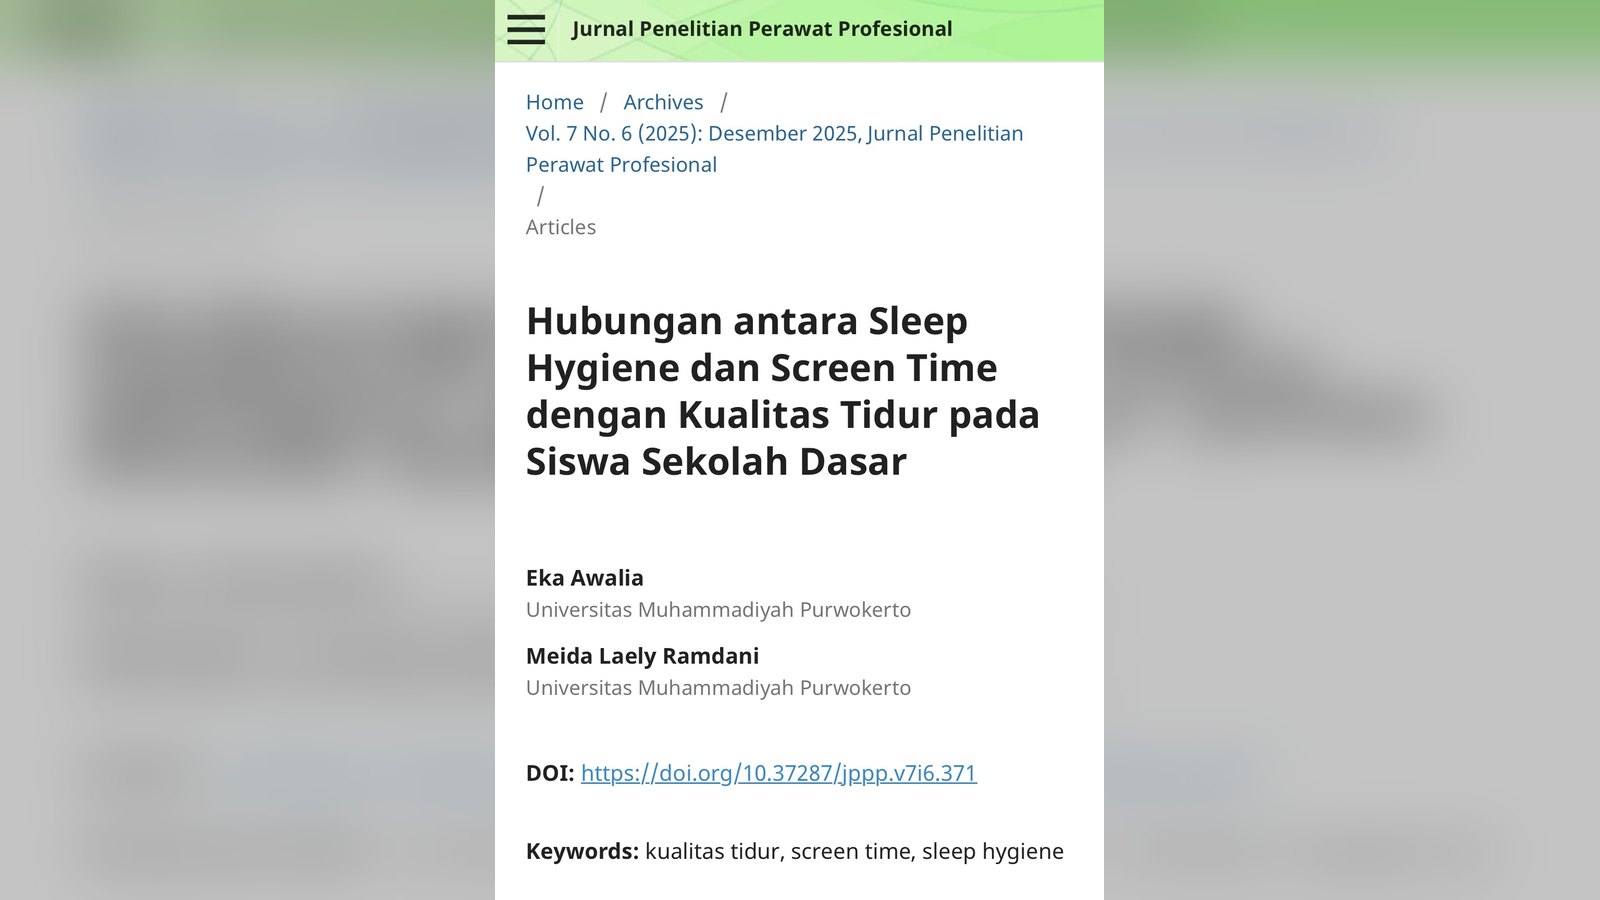 Jurnal Penelitian Perawat Profesional
Home / Archives /
Vol. 7 No. 6 (2025): Desember 2025, Jurnal Penelitian
Perawat Profesional
/
Articles
Hubungan antara Sleep
Hygiene dan Screen Time
dengan Kualitas Tidur pada
Siswa Sekolah Dasar
Eka Awalia
Universitas Muhammadiyah Purwokerto
Meida Laely Ramdani
Universitas Muhammadiyah Purwokerto
DOI: https://doi.org/10.37287/jppp.v7i6.371
Keywords: kualitas tidur, screen time, sleep hygiene